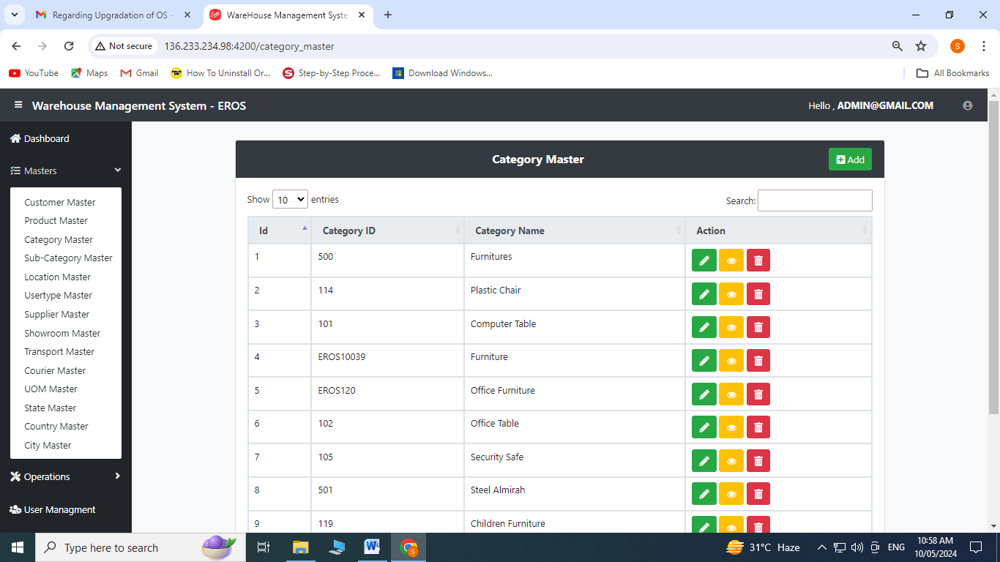 Regarding Upgradation of OS -
WareHouse Management Syste
Not secure
136.233.234.98:4200/category_master
S
YouTube
Maps
Gmail
How To Uninstall Or...
Step-by-Step Proce...
Download Windows...
All Bookmarks
Warehouse Management System - EROS
Hello , ADMIN@GMAIL.COM
Dashboard
Masters
Customer Master
Product Master
Category Master
Sub-Category Master
Location Master
Usertype Master
Supplier Master
Showroom Master
Transport Master
Courier Master
UOM Master
State Master
Country Master
City Master
Operations
User Managment
Category Master
Add
Show 10 entries
Search:
Id Category ID Category Name Action
1 500 Furnitures
2 114 Plastic Chair
3 101 Computer Table
4 EROS10039 Furniture
5 EROS120 Office Furniture
6 102 Office Table
7 105 Security Safe
8 501 Steel Almirah
9 119 Children Furniture
Type here to search
31°C Haze
ENG
10:58 AM
10/05/2024